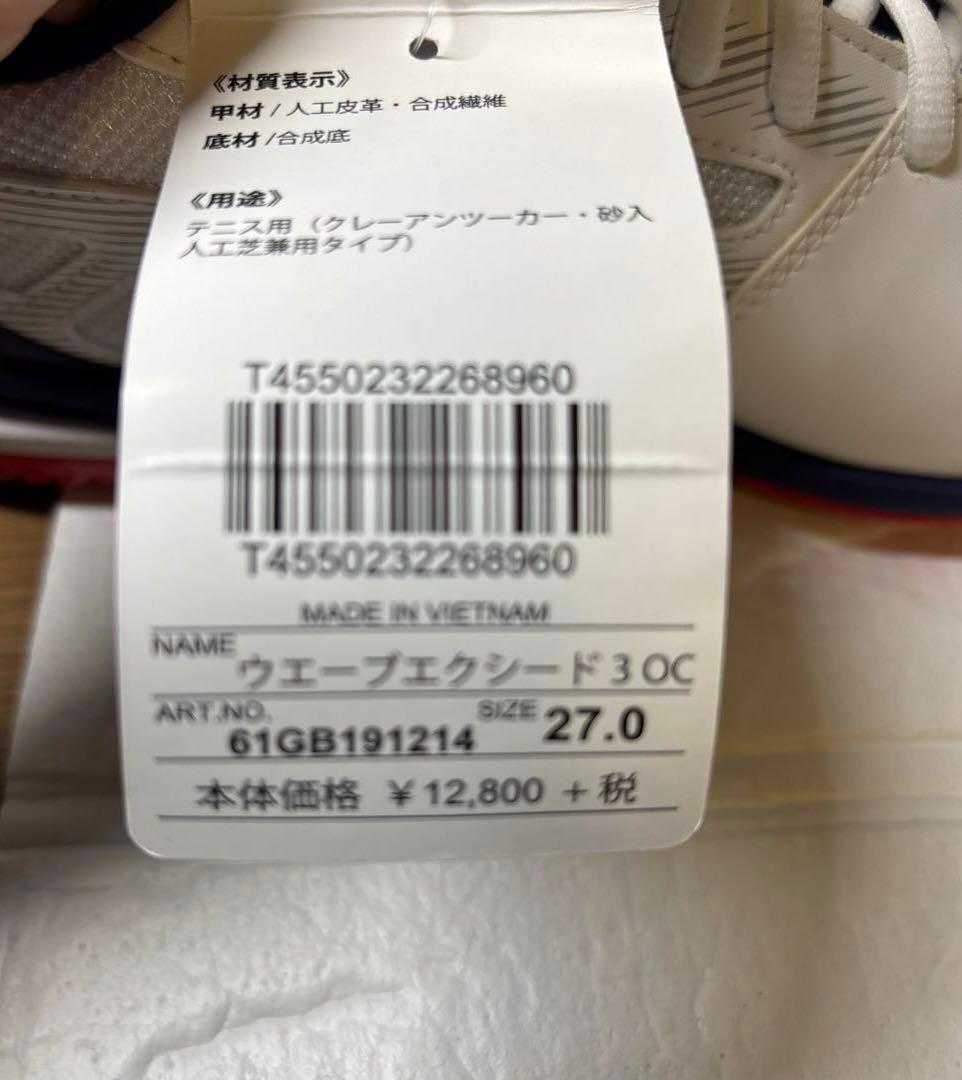 《材質表示》
甲材 / 人工皮革・合成繊維
底材 /合成底
《用途》
テニス用（クレーアンツーカー・砂入
人工芝兼用タイプ）
T4550232268960
T4550232268960
MADE IN VIETNAM
NAME ウエーブエクシード 3 OC
ART.NO. 61GB191214 SIZE 27.0
本体価格 ¥ 12,800 + 税